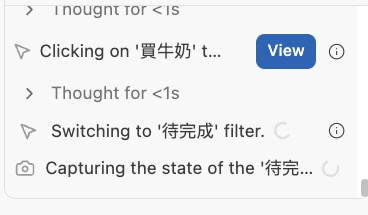 Thought for <1s
Clicking on '買牛奶' t...
View
Thought for <1s
Switching to '待完成' filter.
Capturing the state of the '待完...